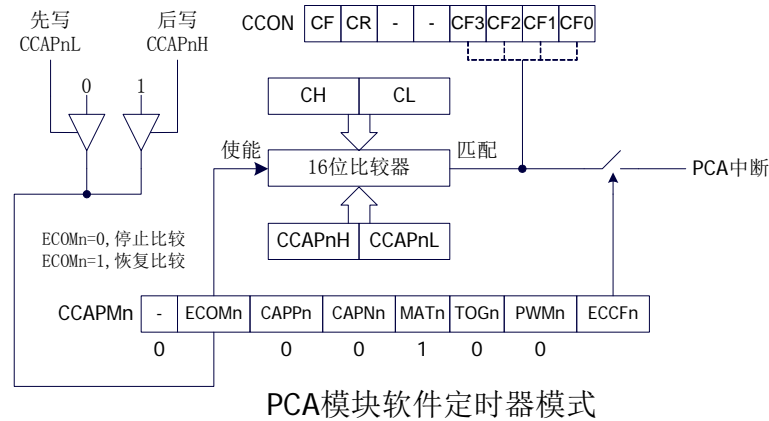 先写
CCAPnL
后写
CCAPnH
0
1
CCON CF CR - - CF3 CF2 CF1 CF0
CH CL
使能
16位比较器
匹配
PCA中断
CCAPnH CCAPnL
ECOMn=0,停止比较
ECOMn=1,恢复比较
CCAPMn - ECOMn CAPPn CAPNn MATn TOGn PWMn ECCFn
0 0 0 1 0 0
PCA模块软件定时器模式